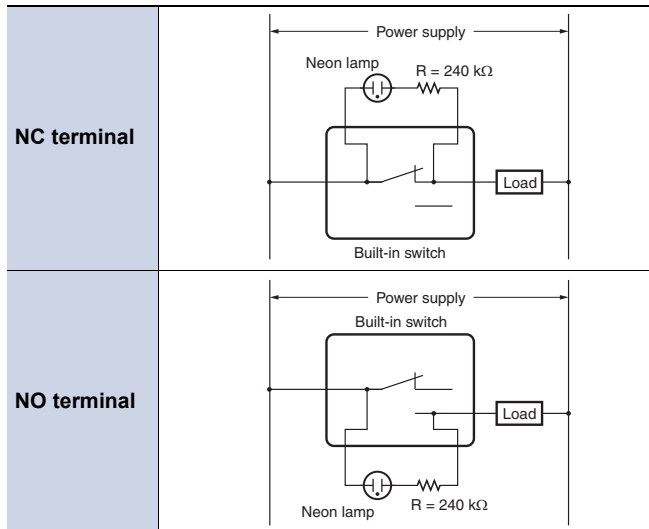 NC terminal
Power supply
Neon lamp
R = 240 kΩ
Load
Built-in switch
NO terminal
Power supply
Built-in switch
Load
Neon lamp
R = 240 kΩ